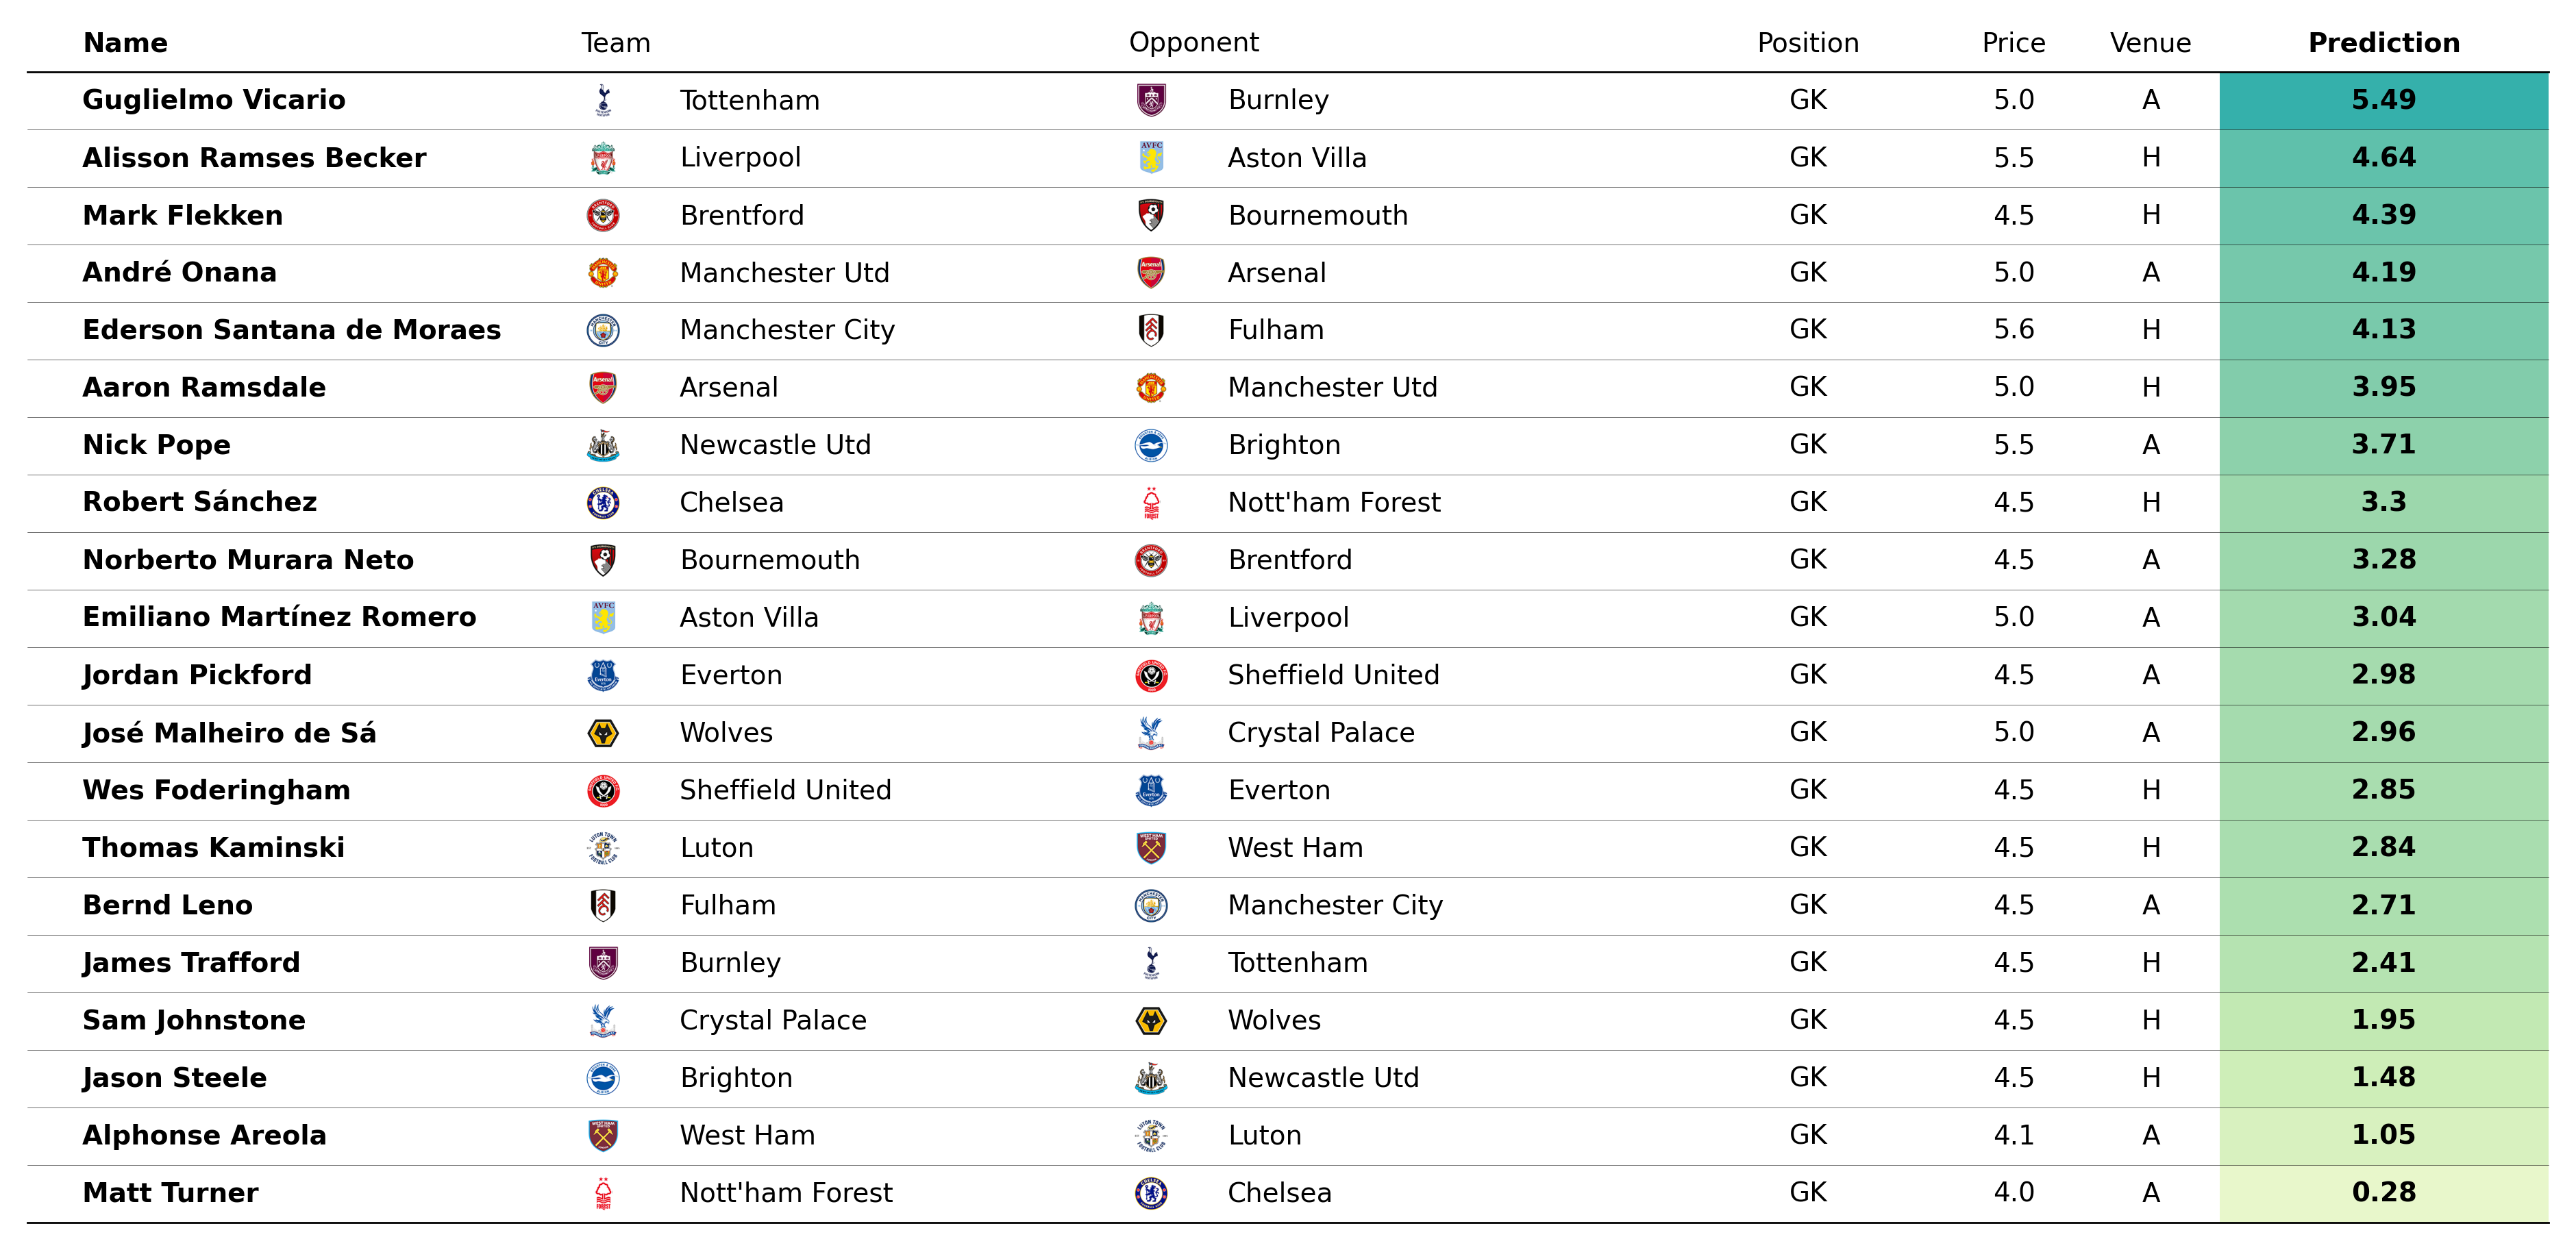 Name Team Opponent Position Price Venue Prediction
Guglielmo Vicario Tottenham Burnley GK 5.0 A 5.49
Alisson Ramses Becker Liverpool Aston Villa GK 5.5 H 4.64
Mark Flekken Brentford Bournemouth GK 4.5 H 4.39
André Onana Manchester Utd Arsenal GK 5.0 A 4.19
Ederson Santana de Moraes Manchester City Fulham GK 5.6 H 4.13
Aaron Ramsdale Arsenal Manchester Utd GK 5.0 H 3.95
Nick Pope Newcastle Utd Brighton GK 5.5 A 3.71
Robert Sánchez Chelsea Nott'ham Forest GK 4.5 H 3.3
Norberto Murara Neto Bournemouth Brentford GK 4.5 A 3.28
Emiliano Martínez Romero Aston Villa Liverpool GK 5.0 A 3.04
Jordan Pickford Everton Sheffield United GK 4.5 A 2.98
José Malheiro de Sá Wolves Crystal Palace GK 5.0 A 2.96
Wes Foderingham Sheffield United Everton GK 4.5 H 2.85
Thomas Kaminski Luton West Ham GK 4.5 H 2.84
Bernd Leno Fulham Manchester City GK 4.5 A 2.71
James Trafford Burnley Tottenham GK 4.5 H 2.41
Sam Johnstone Crystal Palace Wolves GK 4.5 H 1.95
Jason Steele Brighton Newcastle Utd GK 4.5 H 1.48
Alphonse Areola West Ham Luton GK 4.1 A 1.05
Matt Turner Nott'ham Forest Chelsea GK 4.0 A 0.28